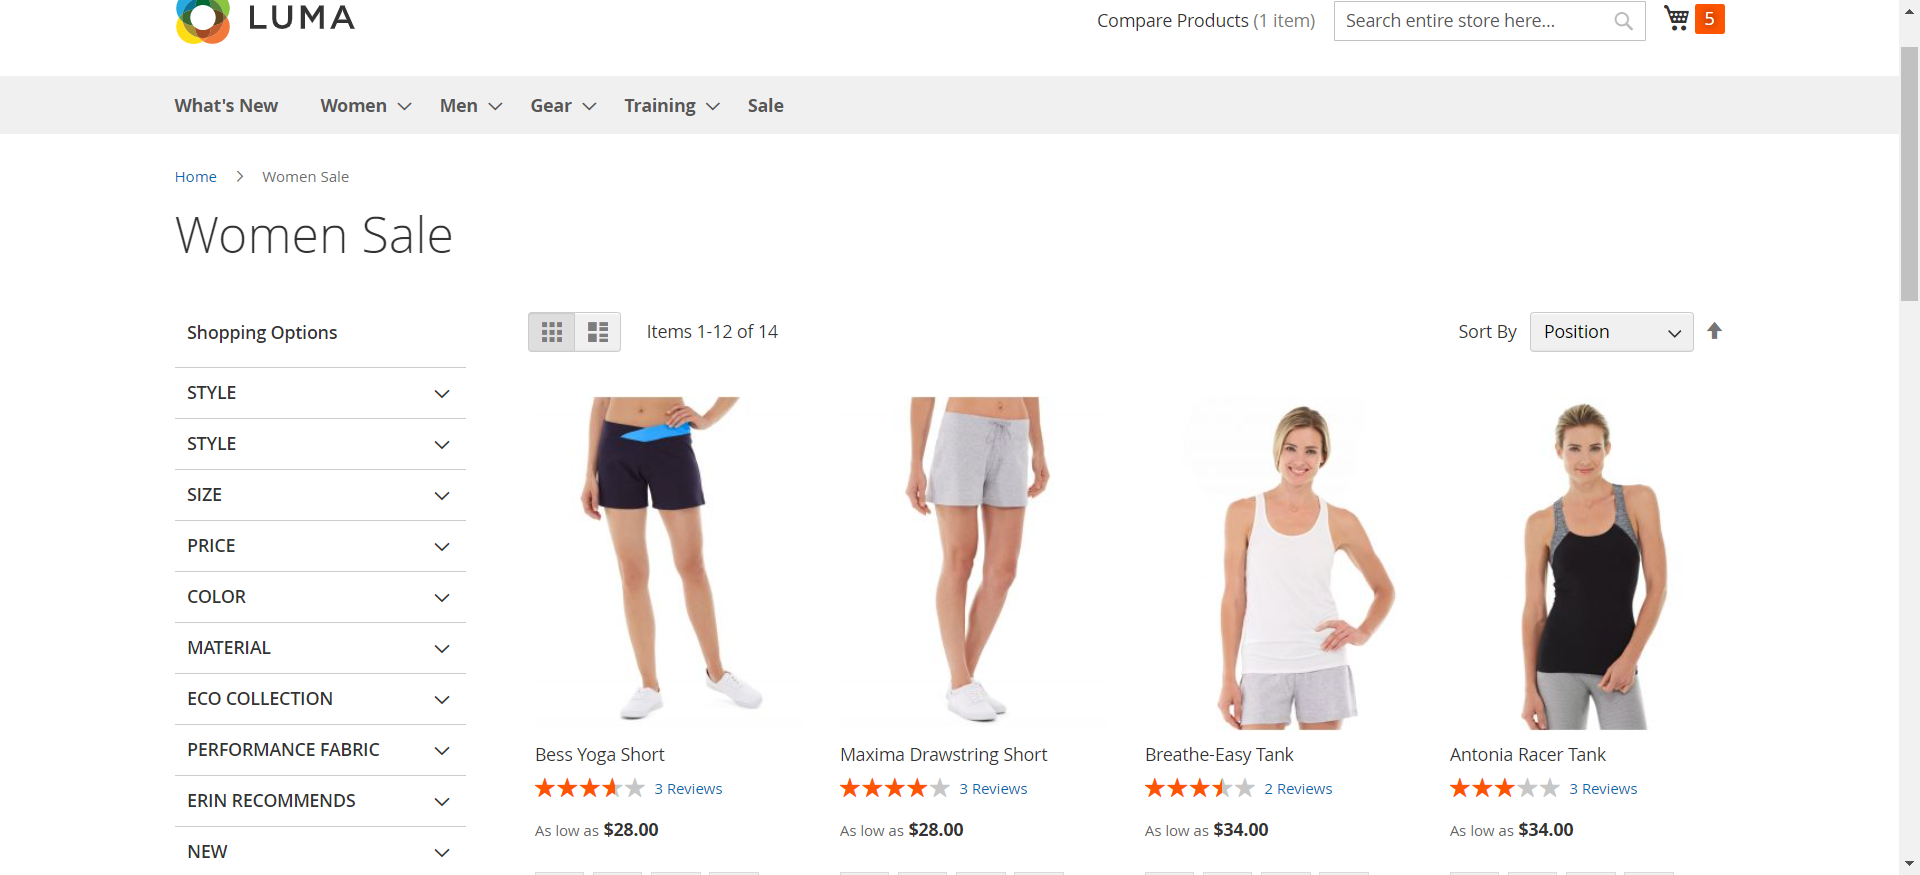 LUMA
Compare Products (1 item)
Search entire store here...
5
What's New
Women
Men
Gear
Training
Sale
Home
Women Sale
Women Sale
Shopping Options
STYLE
STYLE
SIZE
PRICE
COLOR
MATERIAL
ECO COLLECTION
PERFORMANCE FABRIC
ERIN RECOMMENDS
NEW
Items 1-12 of 14
Sort By
Position
Bess Yoga Short
3 Reviews
As low as $28.00
Maxima Drawstring Short
3 Reviews
As low as $28.00
Breathe-Easy Tank
2 Reviews
As low as $34.00
Antonia Racer Tank
3 Reviews
As low as $34.00